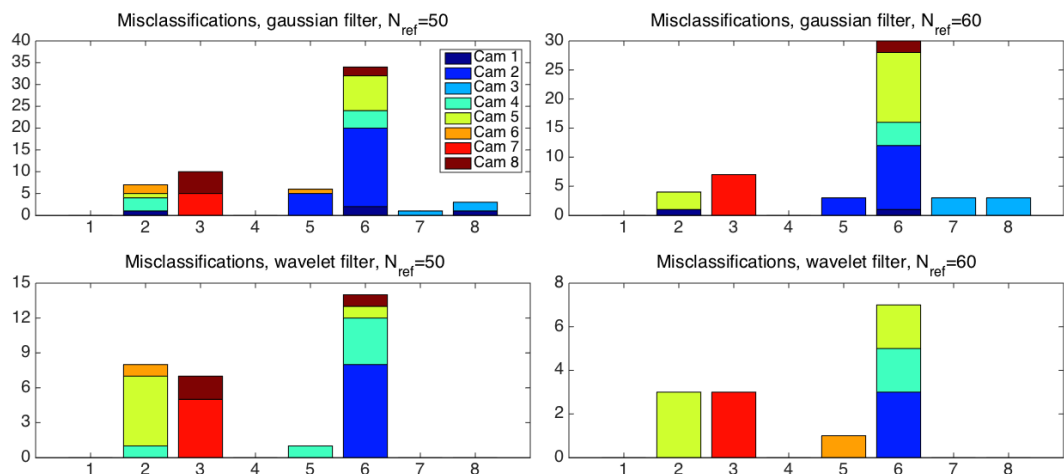 Misclassifications, gaussian filter, N_ref=50
40
35
30
25
20
15
10
5
0
1 2 3 4 5 6 7 8
Cam 1
Cam 2
Cam 3
Cam 4
Cam 5
Cam 6
Cam 7
Cam 8
Misclassifications, gaussian filter, N_ref=60
30
25
20
15
10
5
0
1 2 3 4 5 6 7 8
Misclassifications, wavelet filter, N_ref=50
15
12
9
6
3
0
1 2 3 4 5 6 7 8
Misclassifications, wavelet filter, N_ref=60
8
6
4
2
0
1 2 3 4 5 6 7 8